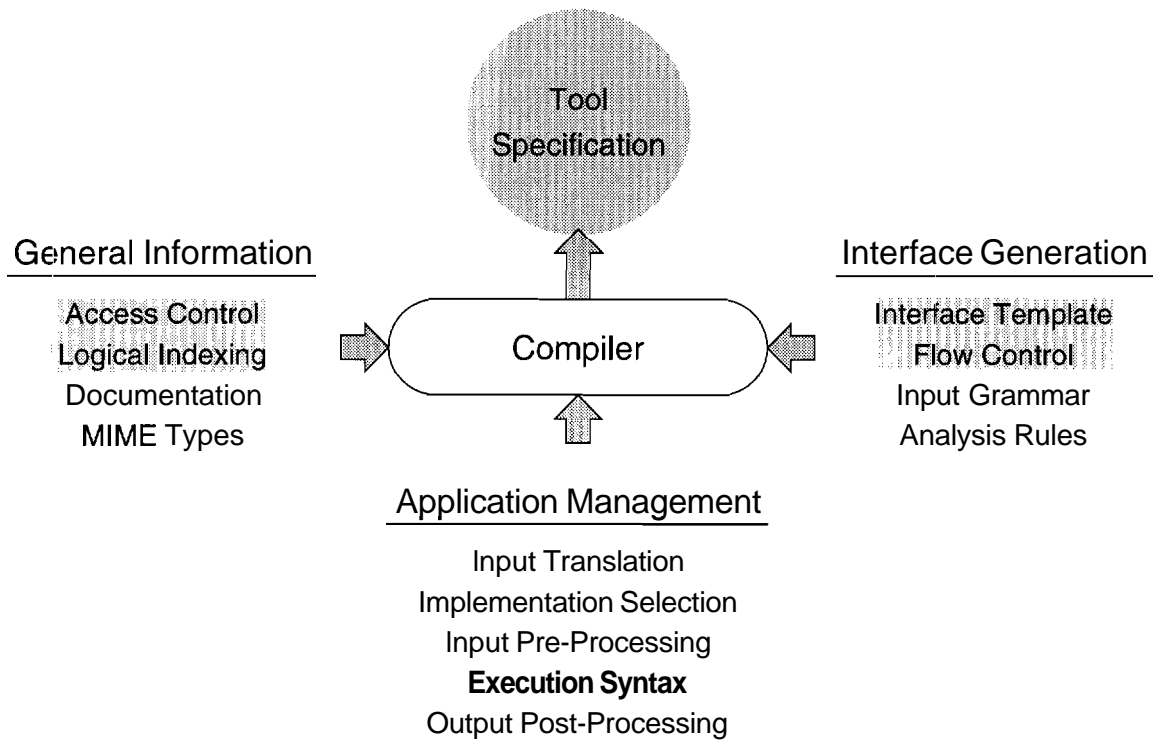 Tool
Specification
General Information
Access Control
Logical Indexing
Documentation
MIME Types
Compiler
Interface Generation
Interface Template
Flow Control
Input Grammar
Analysis Rules
Application Management
Input Translation
Implementation Selection
Input Pre-Processing
Execution Syntax
Output Post-Processing